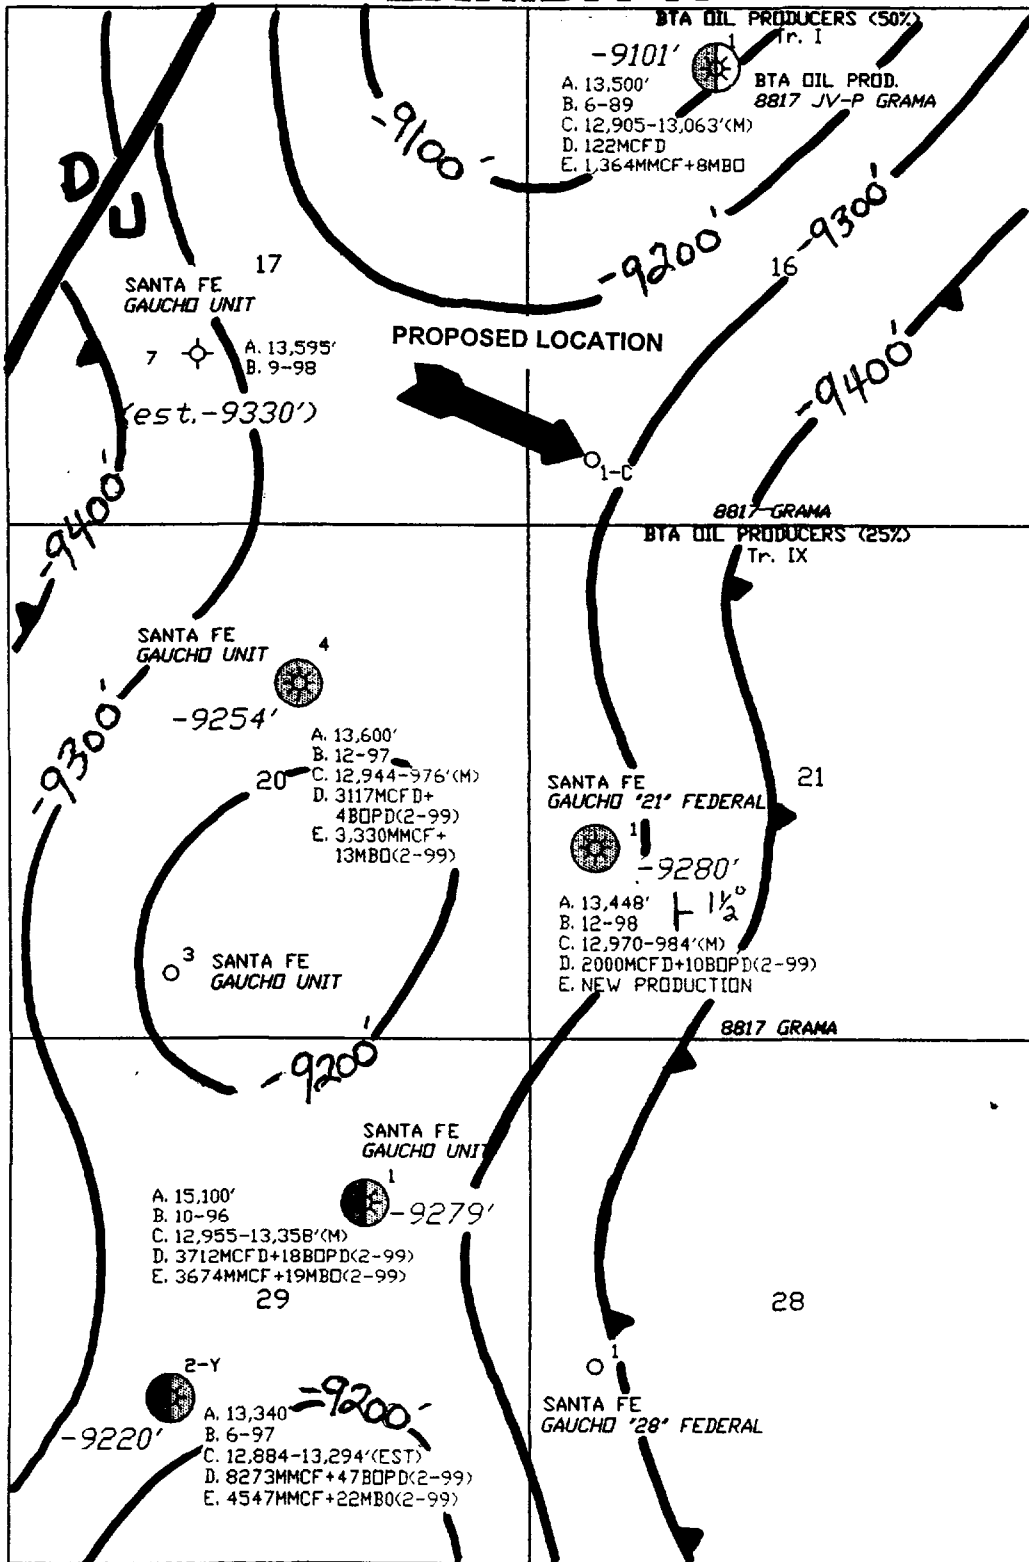 BTA OIL PRODUCERS (50%)
Tr. I
-9101'
1
BTA OIL PROD.
8817 JV-P GRAMA
A. 13,500'
B. 6-89
C. 12,905-13,063'(M)
D. 122MCFD
E. 1,364MMCF+8MBO
-9100'
D
U
-9200'
-9300'
16
-9400'
17
SANTA FE
GAUCHO UNIT
7
A. 13,595'
B. 9-98
(est.-9330')
PROPOSED LOCATION
1-C
8817 GRAMA
BTA OIL PRODUCERS (25%)
Tr. IX
-9400'
SANTA FE
GAUCHO UNIT
4
-9254'
-9300'
A. 13,600'
B. 12-97
20
C. 12,944-976'(M)
D. 3117MCFD+
4BOPD(2-99)
E. 3,330MMCF+
13MBO(2-99)
21
SANTA FE
GAUCHO "21" FEDERAL
1
-9280'
1½°
A. 13,448'
B. 12-98
C. 12,970-984'(M)
D. 2000MCFD+10BOPD(2-99)
E. NEW PRODUCTION
3
SANTA FE
GAUCHO UNIT
8817 GRAMA
-9200'
SANTA FE
GAUCHO UNIT
1
-9279'
A. 15,100'
B. 10-96
C. 12,955-13,358'(M)
D. 3712MCFD+18BOPD(2-99)
E. 3674MMCF+19MBO(2-99)
29
28
1
SANTA FE
GAUCHO "28" FEDERAL
2-Y
-9220'
-9200'
A. 13,340'
B. 6-97
C. 12,884-13,294'(EST)
D. 8273MMCF+47BOPD(2-99)
E. 4547MMCF+22MBO(2-99)